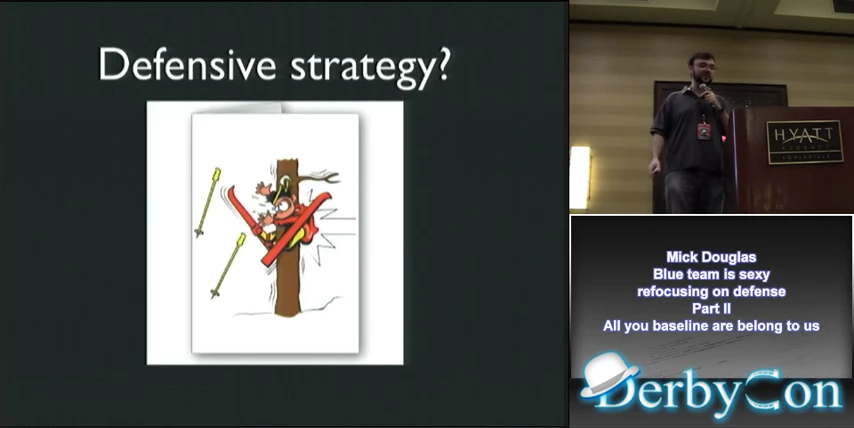 Defensive strategy?
HYATT
Mick Douglas
Blue team is sexy
refocusing on defense
Part II
All you baseline are belong to us
DerbyCon